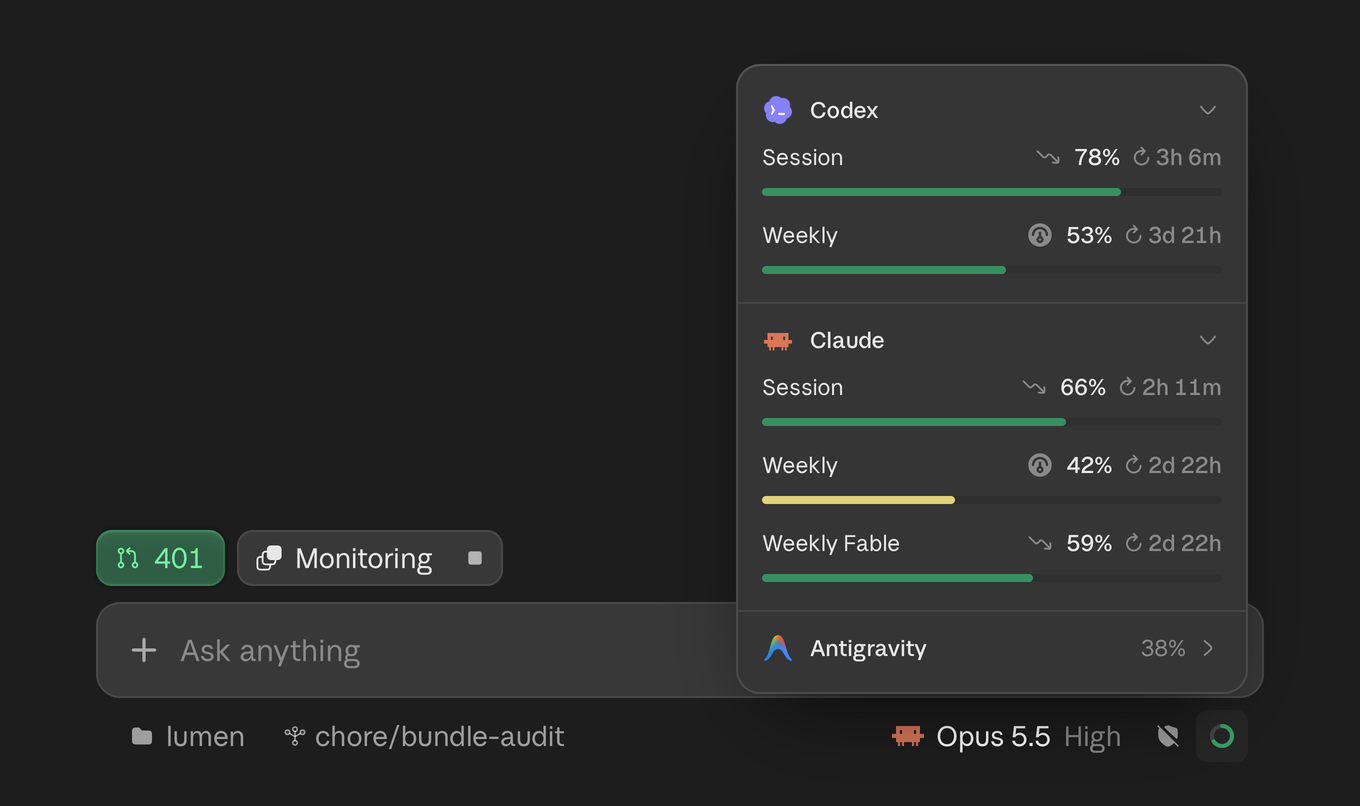 Codex
Session 78% 3h 6m
Weekly 53% 3d 21h
Claude
Session 66% 2h 11m
Weekly 42% 2d 22h
Weekly Fable 59% 2d 22h
Antigravity 38%
401 Monitoring
Ask anything
lumen chore/bundle-audit Opus 5.5 High